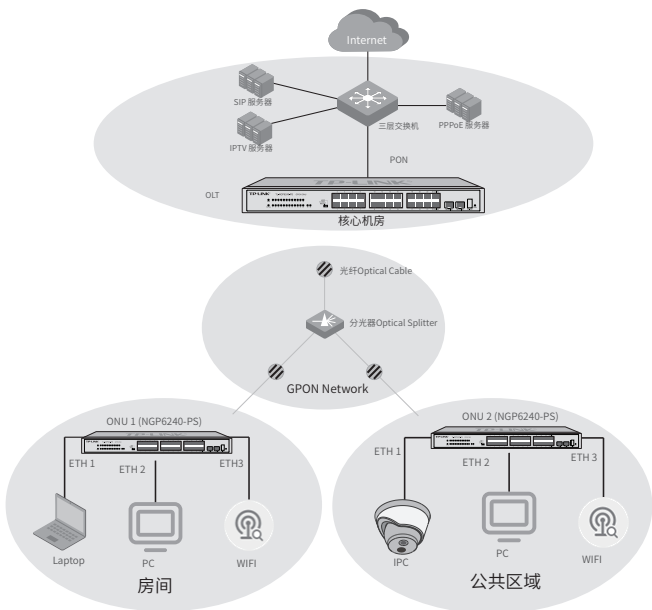 Internet
SIP 服务器
三层交换机
PPPoE 服务器
IPTV 服务器
PON
TP-LINK
OLT
TP-LINK
核心机房
光纤Optical Cable
分光器Optical Splitter
GPON Network
ONU 1 (NGP6240-PS)
ONU 2 (NGP6240-PS)
ETH 1
ETH 2
ETH3
ETH 1
ETH 2
ETH 3
Laptop
PC
WIFI
IPC
PC
WIFI
房间
公共区域